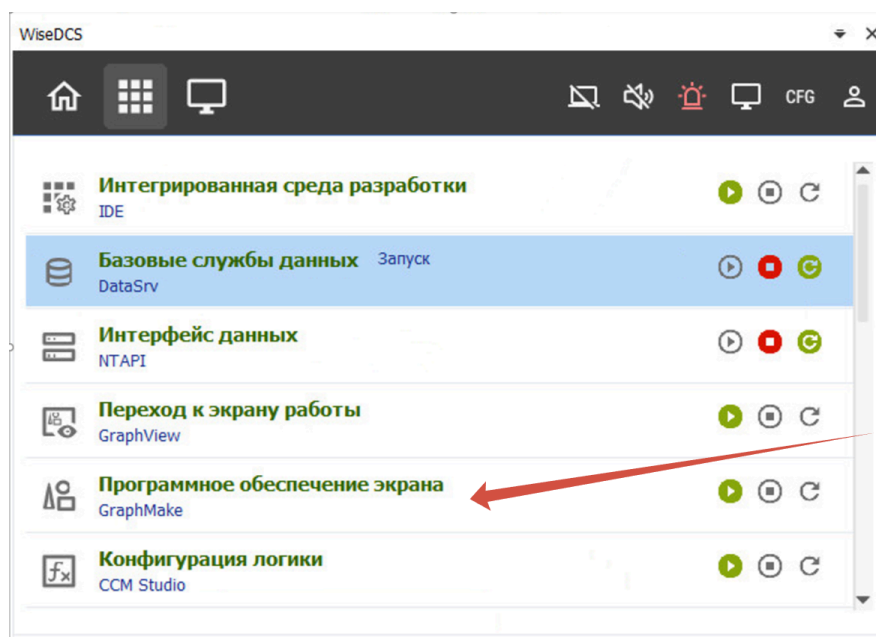 WiseDCS
CFG
Интегрированная среда разработки
IDE
Базовые службы данных Запуск
DataSrv
Интерфейс данных
NTAPI
Переход к экрану работы
GraphView
Программное обеспечение экрана
GraphMake
Конфигурация логики
CCM Studio